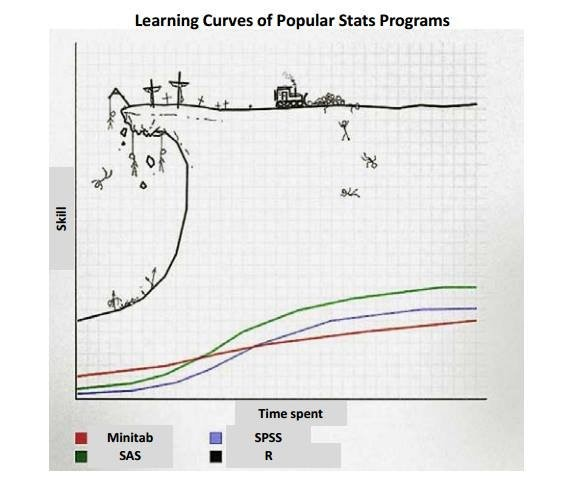 Learning Curves of Popular Stats Programs
Skill
Time spent
Minitab
SPSS
SAS
R